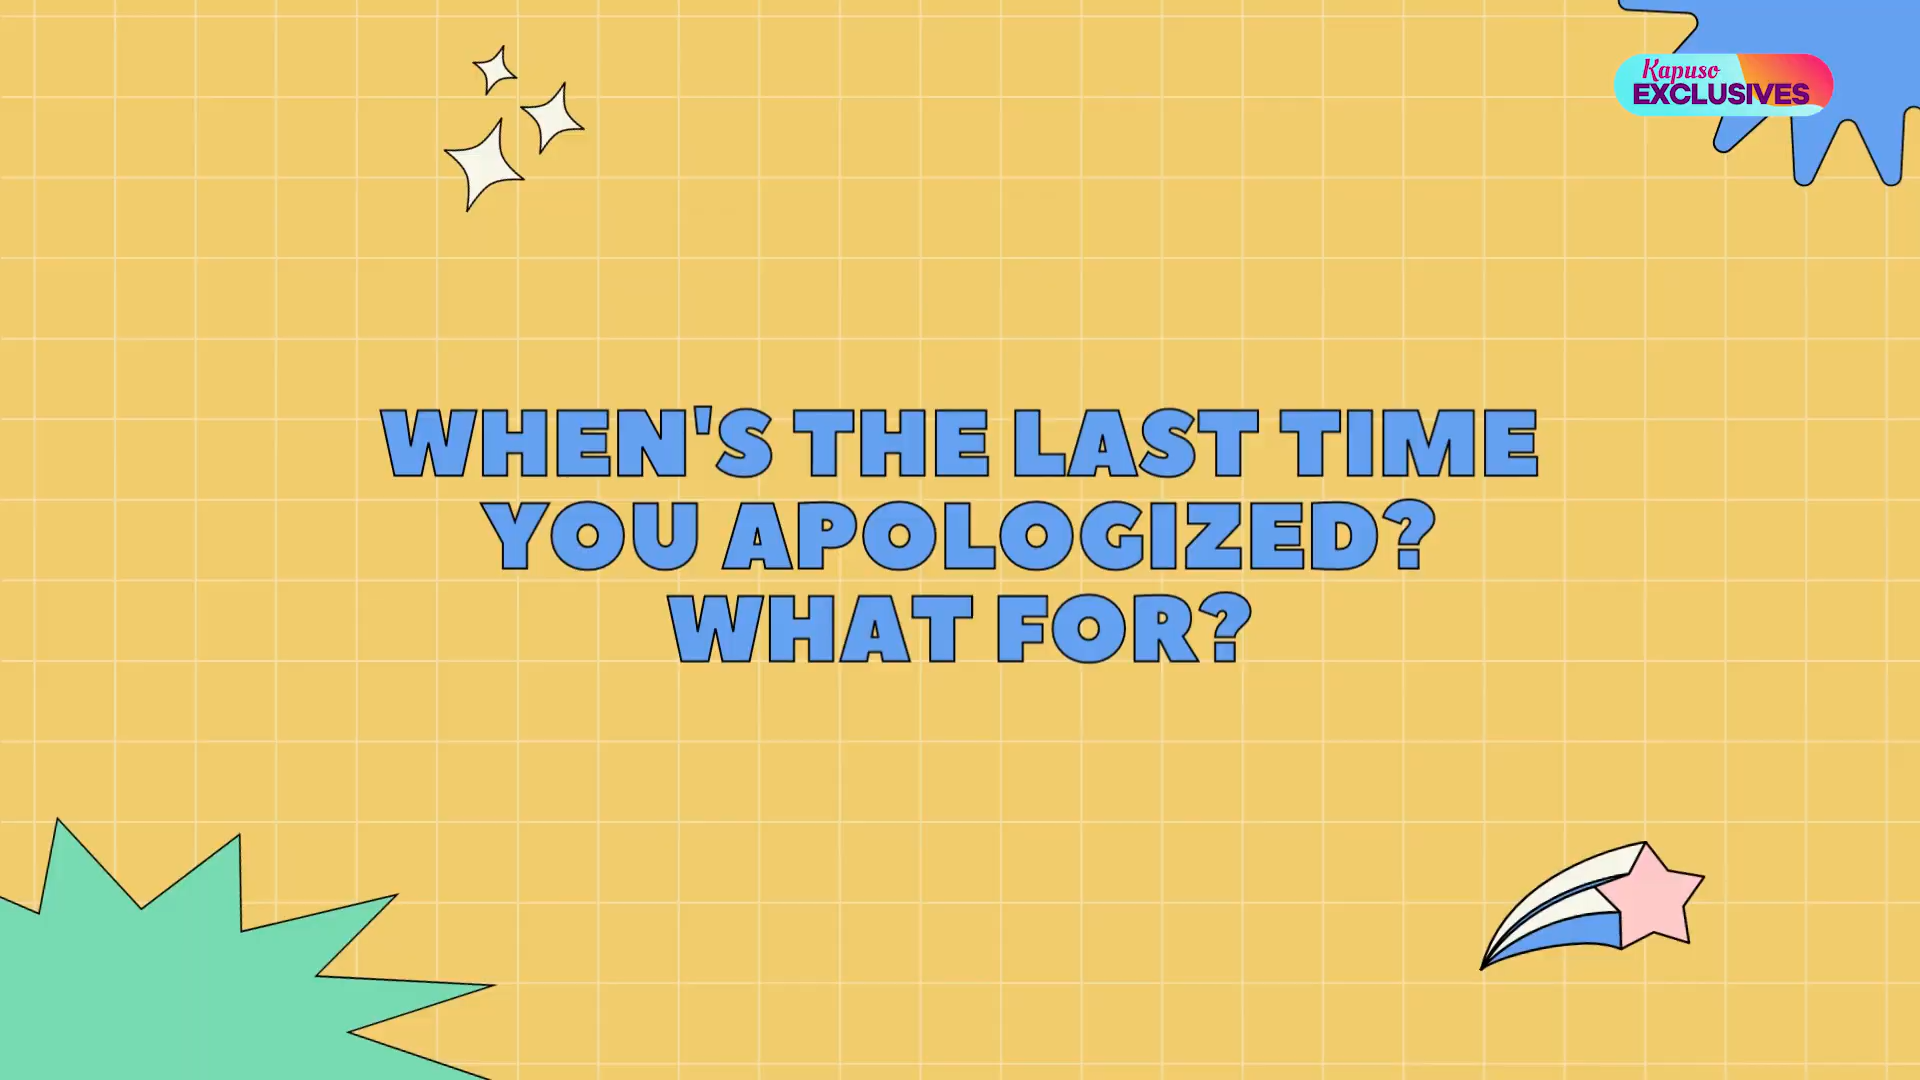 Kapuso
EXCLUSIVES
WHEN'S THE LAST TIME
YOU APOLOGIZED?
WHAT FOR?